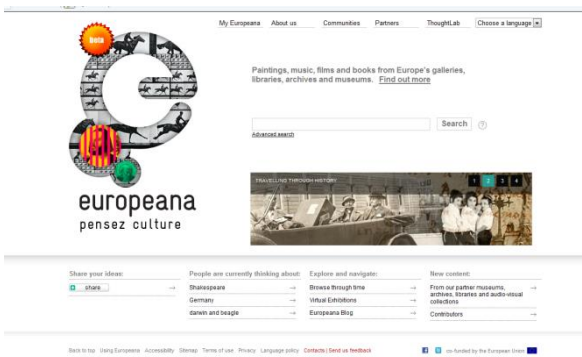 My Europeana About us Communities Partners ThoughtLab Choose a language
beta
Paintings, music, films and books from Europe's galleries,
libraries, archives and museums. Find out more
Search ?
Advanced search
TRAVELLING THROUGH HISTORY
1 2 3 4
europeana
pensez culture
Share your ideas:
share
People are currently thinking about:
Shakespeare
Germany
darwin and beagle
Explore and navigate:
Browse through time
Virtual Exhibitions
Europeana Blog
New content:
From our partner museums,
archives, libraries and audio-visual
collections
Contributors
Back to top Using Europeana Accessibility Sitemap Terms of use Privacy Language policy Contacts | Send us feedback
co-funded by the European Union